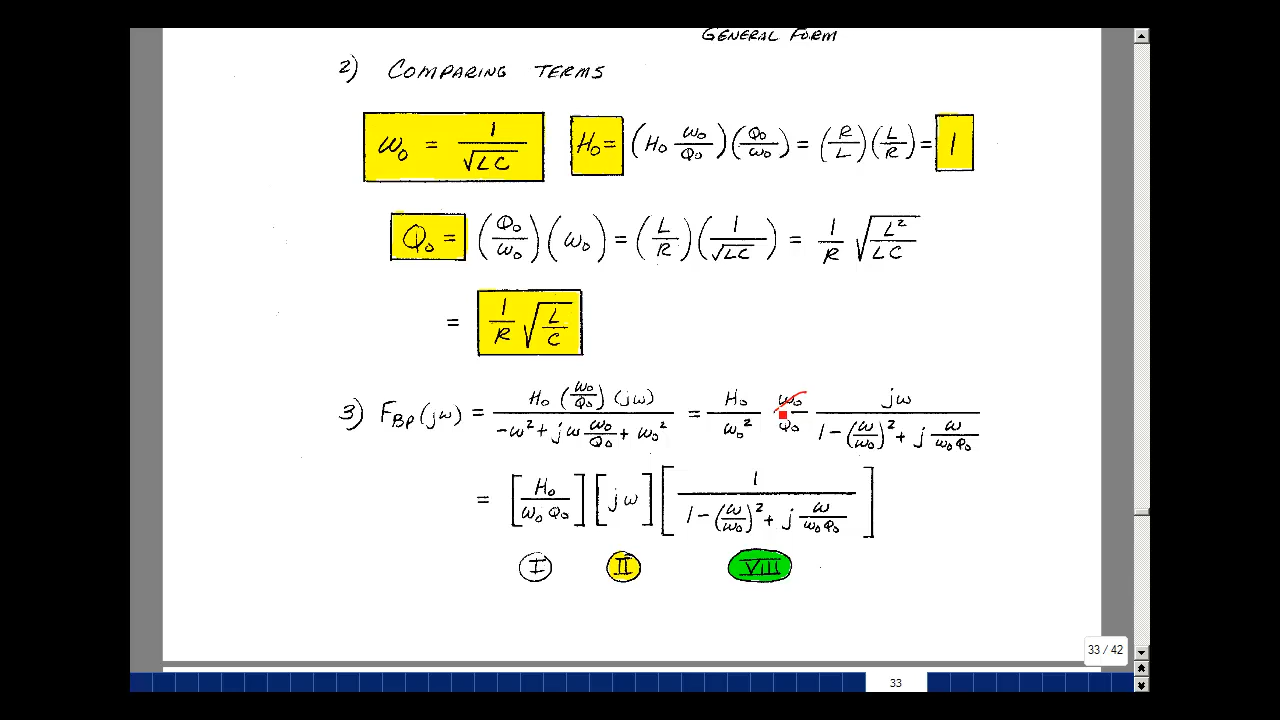 GENERAL FORM
2) COMPARING TERMS
ω₀ = 1/√(LC)   H₀ = (H₀ ω₀/Q₀)(Q₀/ω₀) = (R/L)(L/R) = 1
Q₀ = (Q₀/ω₀)(ω₀) = (L/R)(1/√(LC)) = 1/R √(L²/LC)
= 1/R √(L/C)
3) F_BP(jω) = H₀(ω₀/Q₀)(jω) / (-ω² + jω ω₀/Q₀ + ω₀²) = H₀/ω₀² ω₀/Q₀ jω / (1-(ω/ω₀)² + j ω/(ω₀Q₀))
= [H₀/(ω₀Q₀)] [jω] [1 / (1-(ω/ω₀)² + j ω/(ω₀Q₀))]
I II VIII
33 / 42
33